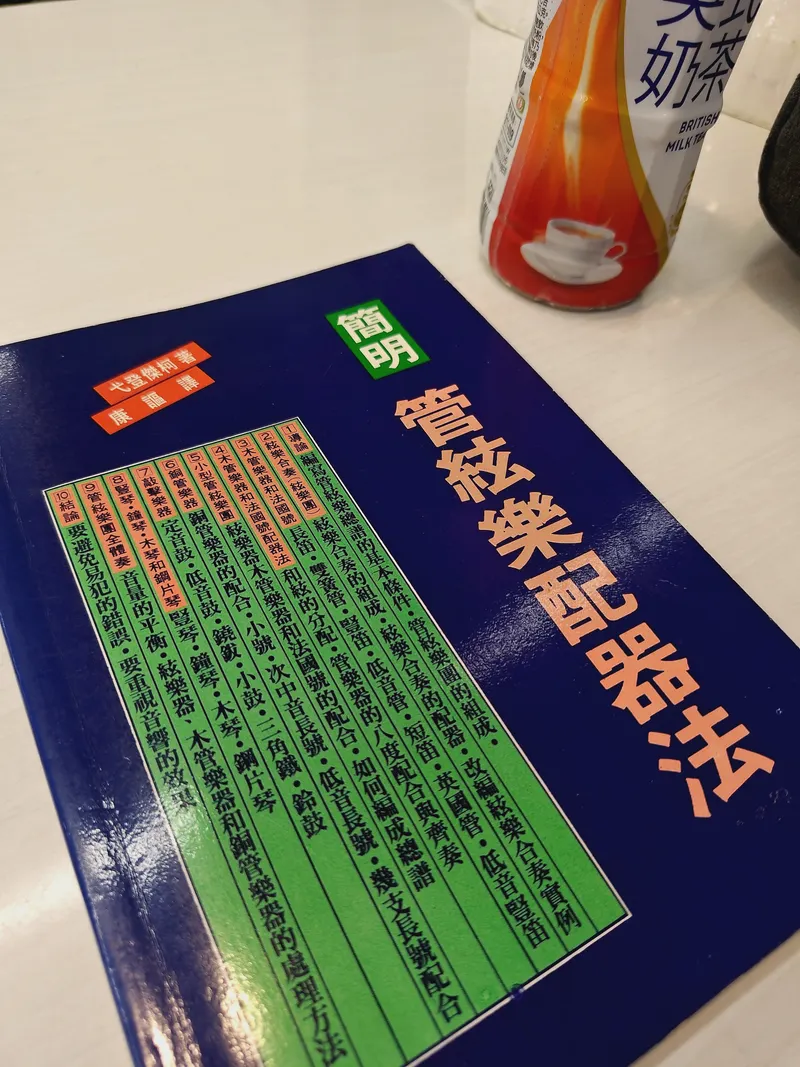 奶茶
BRITISH
簡明
管絃樂配器法
弋登傑柯著
康謳譯
1導論 編寫管絃樂總譜的基本條件·管絃樂團的組成·
2絃樂合奏(絃樂團) 絃樂合奏的組成·絃樂合奏的配器·改編絃樂合奏實例
3木管樂器和法國號 長笛·雙簧管·豎笛·低音管·短笛·英國管·低音豎笛
4木管樂器和法國號配器法 和絃的分配·管樂器的八度配合與齊奏
5小型管絃樂團 絃樂器木管樂器和法國號的配合·如何編成總譜
6銅管樂器 銅管樂器的配合·小號·次中音長號·低音長號·幾支長號配合
7敲擊樂器 定音鼓·低音鼓·鐃鈸·小鼓·三角鐵·鈴鼓
8豎琴·鐘琴·木琴和鋼片琴 豎琴·鐘琴·木琴·鋼片琴
9管絃樂團全體奏 音量的平衡·絃樂器、木管樂器和銅管樂器的處理方法
10結論 要避免易犯的錯誤·要重視音響的效果